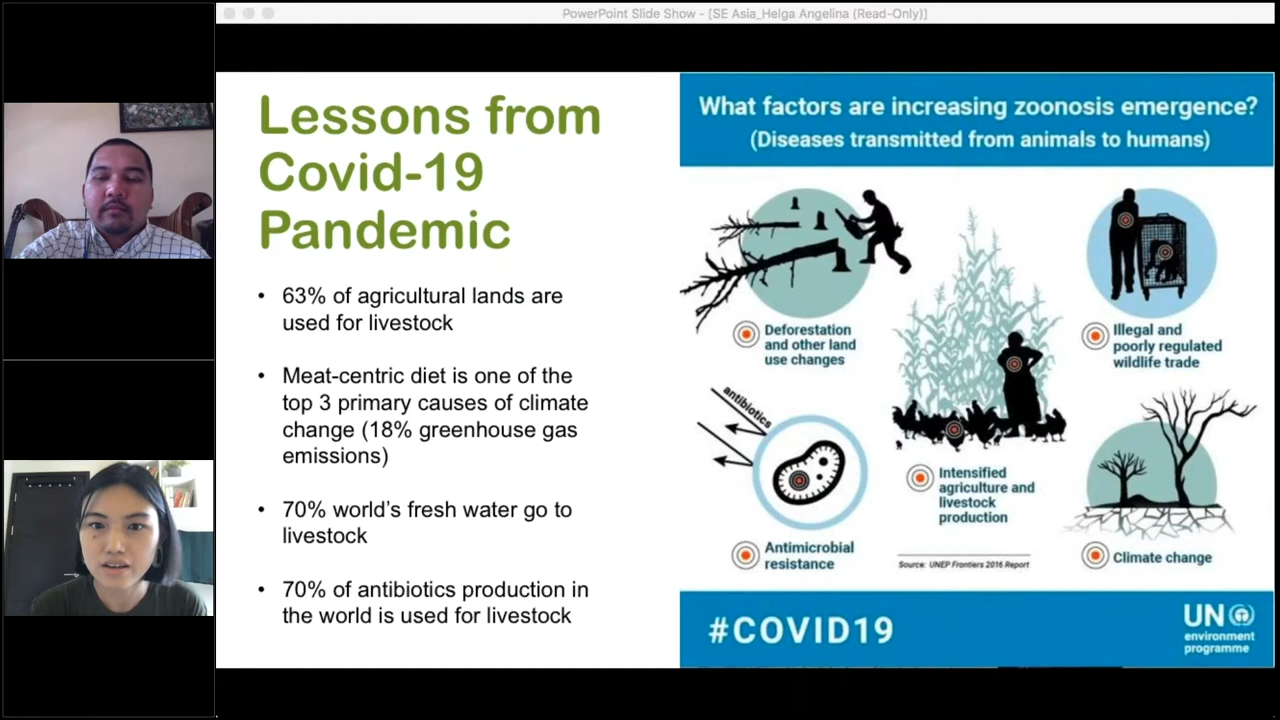 PowerPoint Slide Show - [SE Asia_Helga Angelina (Read-Only)]
Lessons from
Covid-19
Pandemic
• 63% of agricultural lands are
used for livestock
• Meat-centric diet is one of the
top 3 primary causes of climate
change (18% greenhouse gas
emissions)
• 70% world's fresh water go to
livestock
• 70% of antibiotics production in
the world is used for livestock
What factors are increasing zoonosis emergence?
(Diseases transmitted from animals to humans)
Deforestation
and other land
use changes
Illegal and
poorly regulated
wildlife trade
antibiotics
Intensified
agriculture and
livestock
production
Antimicrobial
resistance
Climate change
Source: UNEP Frontiers 2016 Report
#COVID19
UN
environment
programme